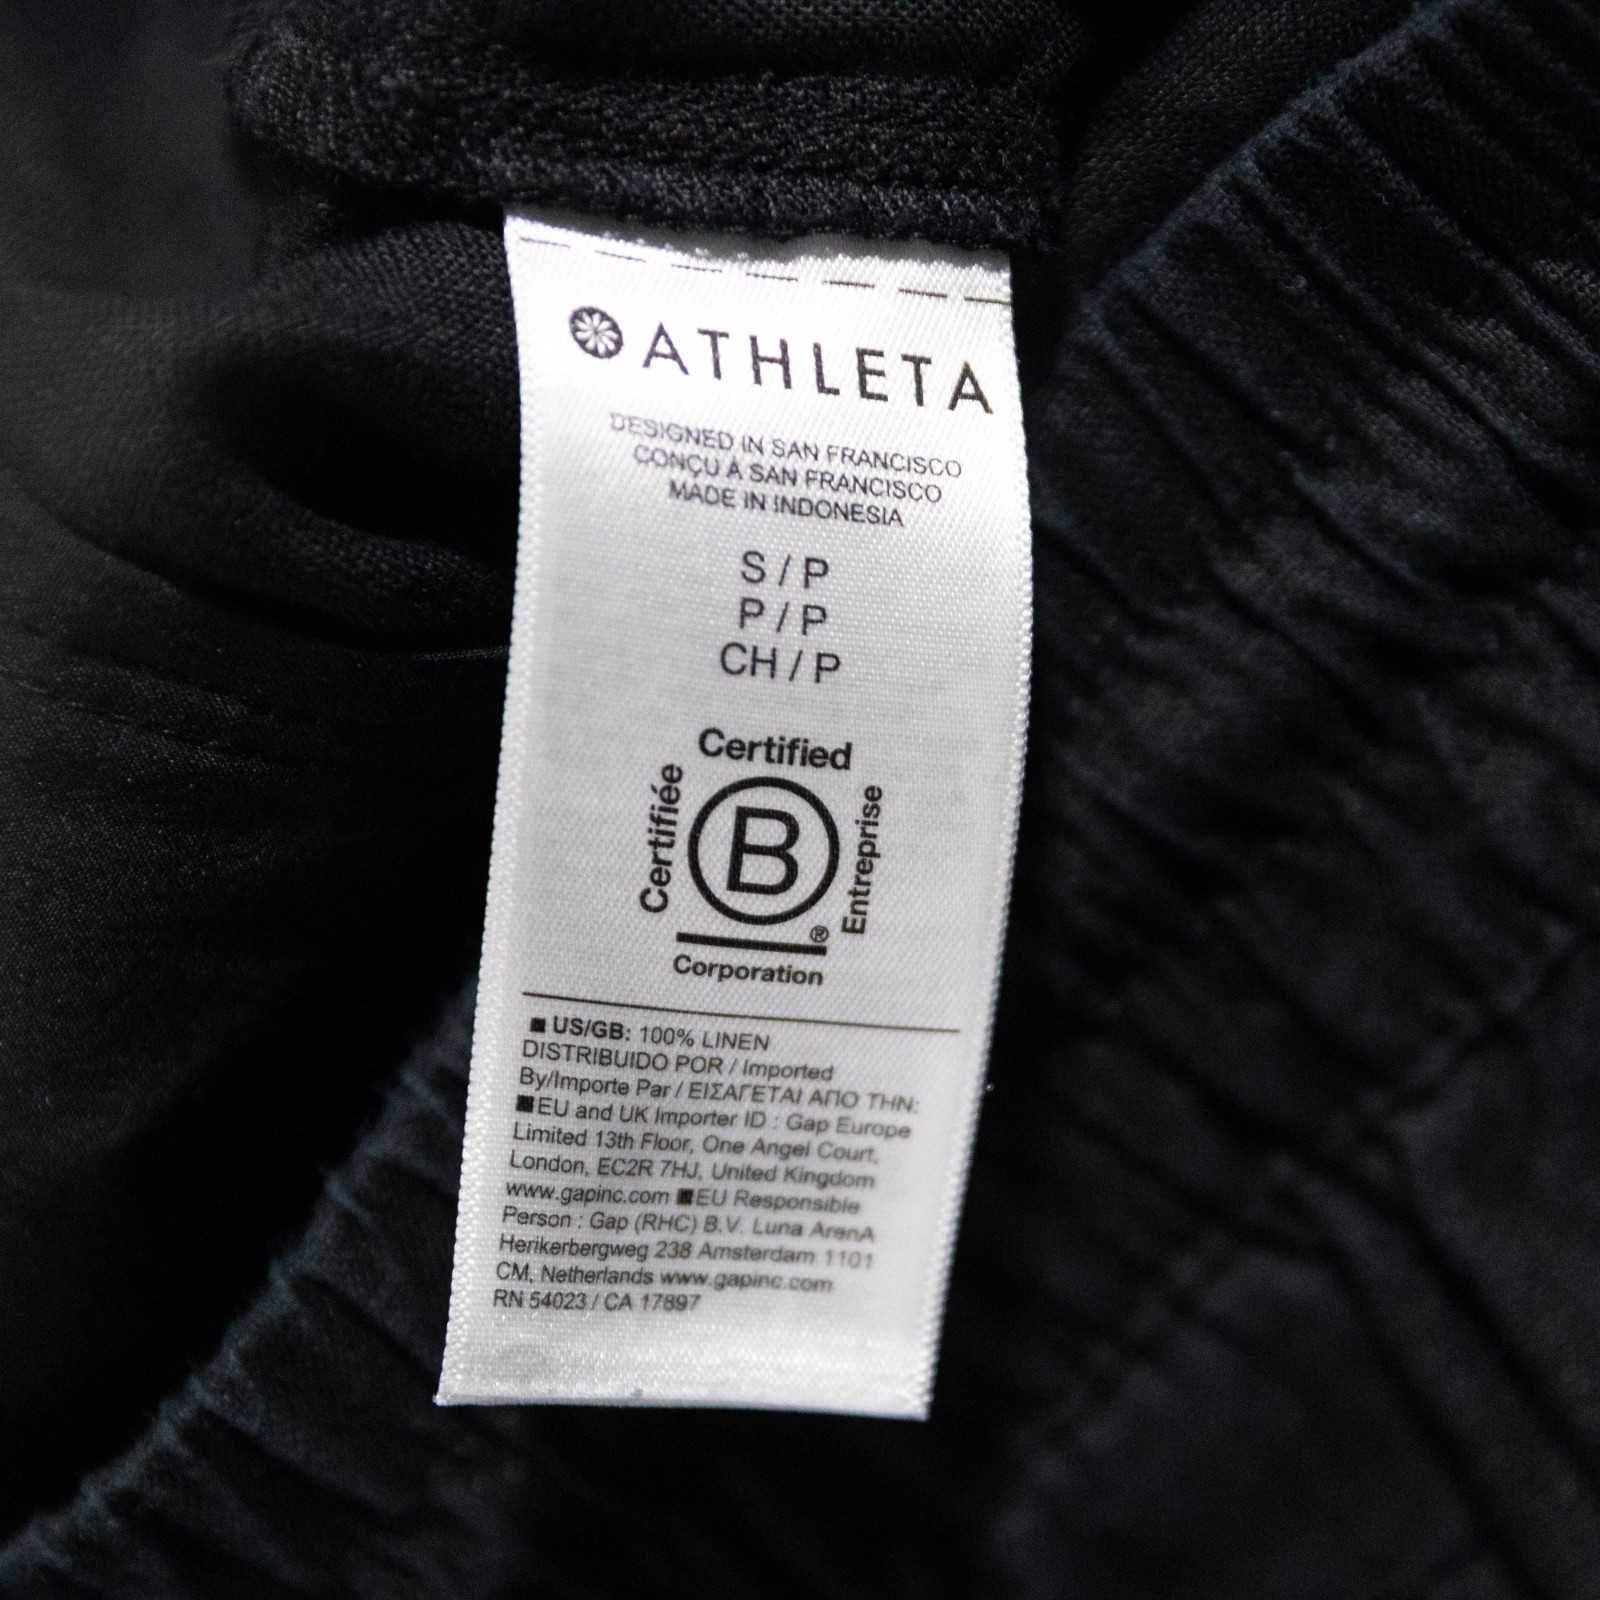 ATHLETA
DESIGNED IN SAN FRANCISCO
CONÇU À SAN FRANCISCO
MADE IN INDONESIA
S / P
P / P
CH / P
Certified
Certifiée
B
Entreprise
®
Corporation
US/GB: 100% LINEN
DISTRIBUIDO POR / Imported
By/Importe Par / ΕΙΣΑΓΕΤΑΙ ΑΠΟ ΤΗΝ:
EU and UK Importer ID : Gap Europe
Limited 13th Floor, One Angel Court,
London, EC2R 7HJ, United Kingdom
www.gapinc.com EU Responsible
Person : Gap (RHC) B.V. Luna ArenA
Herikerbergweg 238 Amsterdam 1101
CM, Netherlands www.gapinc.com
RN 54023 / CA 17897